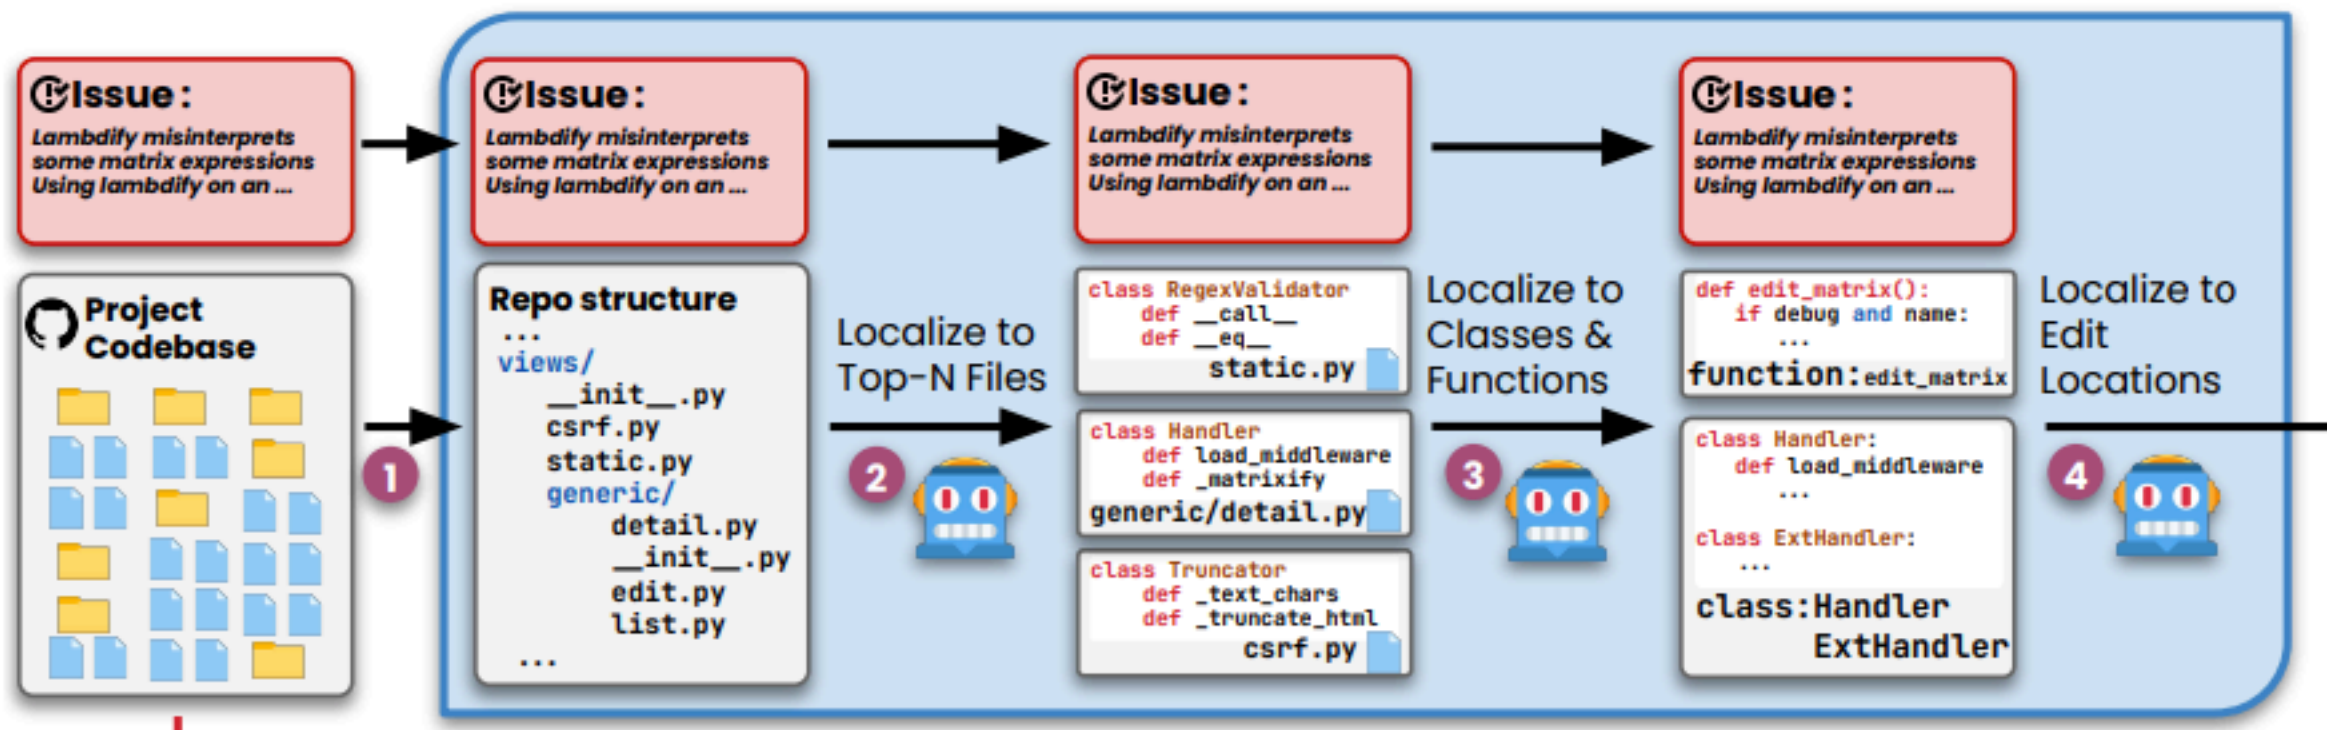 Issue:
Lambdify misinterprets
some matrix expressions
Using lambdify on an ...
Project
Codebase
1
Issue:
Lambdify misinterprets
some matrix expressions
Using lambdify on an ...
Repo structure
...
views/
__init__.py
csrf.py
static.py
generic/
detail.py
__init__.py
edit.py
list.py
...
Localize to
Top-N Files
2
Issue:
Lambdify misinterprets
some matrix expressions
Using lambdify on an ...
class RegexValidator
def __call__
def __eq__
static.py
class Handler
def load_middleware
def _matrixify
generic/detail.py
class Truncator
def _text_chars
def _truncate_html
csrf.py
Localize to
Classes &
Functions
3
Issue:
Lambdify misinterprets
some matrix expressions
Using lambdify on an ...
def edit_matrix():
if debug and name:
...
function:edit_matrix
class Handler:
def load_middleware
...
class ExtHandler:
...
class:Handler
ExtHandler
Localize to
Edit
Locations
4